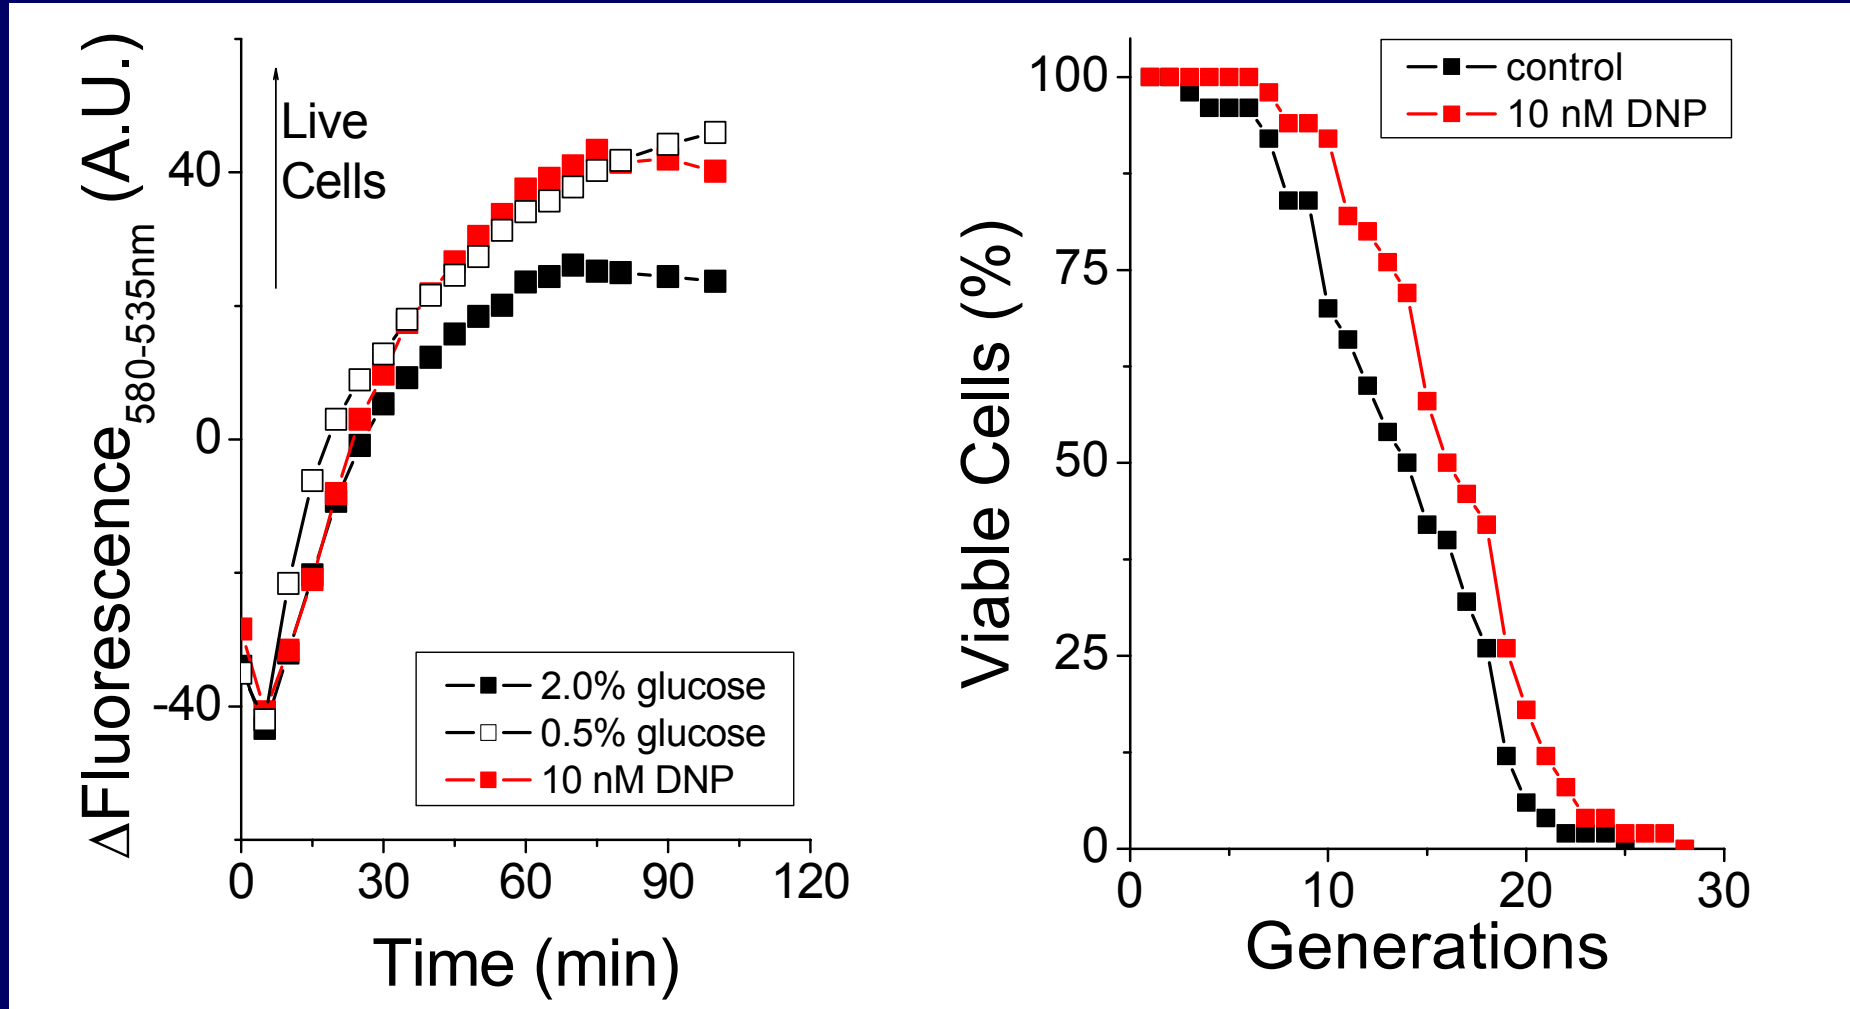 ΔFluorescence580-535nm (A.U.)
40
0
-40
Live
Cells
2.0% glucose
0.5% glucose
10 nM DNP
0 30 60 90 120
Time (min)
Viable Cells (%)
100
75
50
25
0
control
10 nM DNP
0 10 20 30
Generations